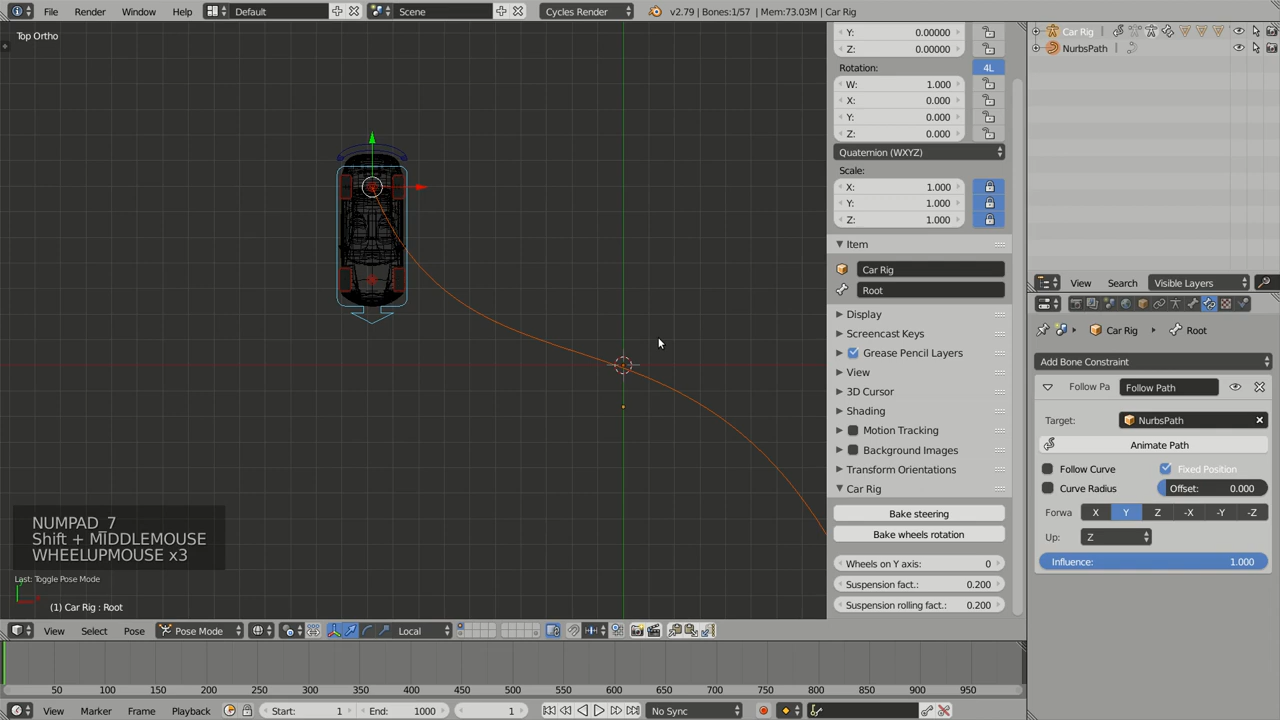 File Render Window Help Default Scene Cycles Render v2.79 | Bones:1/57 | Mem:73.03M | Car Rig
Top Ortho
Y: 0.00000
Z: 0.00000
Rotation: 4L
W: 1.000
X: 0.000
Y: 0.000
Z: 0.000
Quaternion (WXYZ)
Scale:
X: 1.000
Y: 1.000
Z: 1.000
Item
Car Rig
Root
Display
Screencast Keys
Grease Pencil Layers
View
3D Cursor
Shading
Motion Tracking
Background Images
Transform Orientations
Car Rig
Bake steering
Bake wheels rotation
Wheels on Y axis: 0
Suspension fact.: 0.200
Suspension rolling fact.: 0.200
NUMPAD_7
Shift + MIDDLEMOUSE
WHEELUPMOUSE x3
Last: Toggle Pose Mode
(1) Car Rig : Root
View Select Pose Pose Mode Local
50 100 150 200 250 300 350 400 450 500 550 600 650 700 750 800 850 900 950
View Marker Frame Playback Start: 1 End: 1000 1 No Sync
Car Rig
NurbsPath
View Search Visible Layers
Car Rig Root
Add Bone Constraint
Follow Pa Follow Path
Target: NurbsPath
Animate Path
Follow Curve Fixed Position
Curve Radius Offset: 0.000
Forwa X Y Z -X -Y -Z
Up: Z
Influence: 1.000